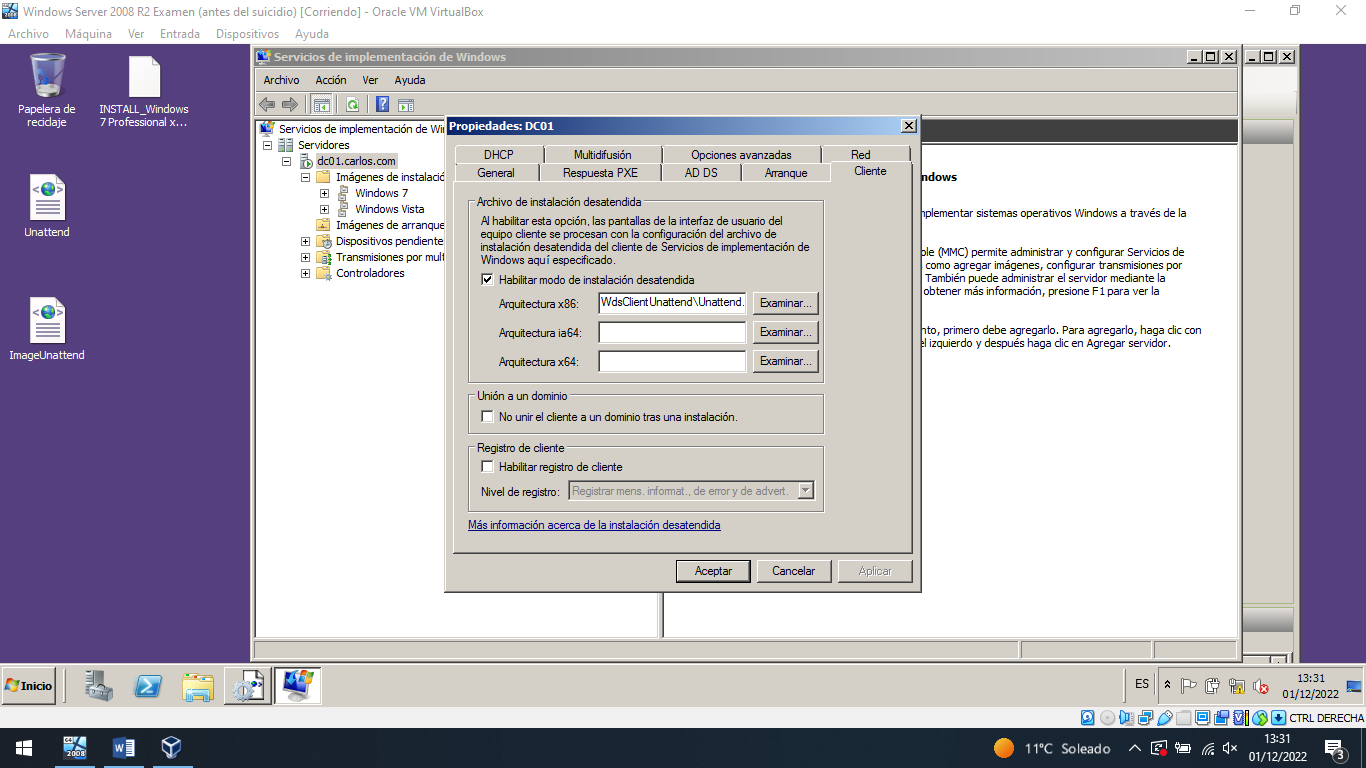 Windows Server 2008 R2 Examen (antes del suicidio) [Corriendo] - Oracle VM VirtualBox
Archivo Máquina Ver Entrada Dispositivos Ayuda
Papelera de
reciclaje
INSTALL_Windows
7 Professional x...
Unattend
ImageUnattend
Servicios de implementación de Windows
Archivo Acción Ver Ayuda
Servicios de implementación de Wi
Servidores
dc01.carlos.com
Imágenes de instalació
Windows 7
Windows Vista
Imágenes de arranque
Dispositivos pendiente
Transmisiones por mult
Controladores
Propiedades: DC01
DHCP Multidifusión Opciones avanzadas Red
General Respuesta PXE AD DS Arranque Cliente
Archivo de instalación desatendida
Al habilitar esta opción, las pantallas de la interfaz de usuario del
equipo cliente se procesan con la configuración del archivo de
instalación desatendida del cliente de Servicios de implementación de
Windows aquí especificado.
Habilitar modo de instalación desatendida
Arquitectura x86: WdsClientUnattend\Unattend. Examinar...
Arquitectura ia64: Examinar...
Arquitectura x64: Examinar...
Unión a un dominio
No unir el cliente a un dominio tras una instalación.
Registro de cliente
Habilitar registro de cliente
Nivel de registro: Registrar mens. informat., de error y de advert.
Más información acerca de la instalación desatendida
Aceptar Cancelar Aplicar
ndows
nplementar sistemas operativos Windows a través de la
ole (MMC) permite administrar y configurar Servicios de
como agregar imágenes, configurar transmisiones por
También puede administrar el servidor mediante la
obtener más información, presione F1 para ver la
nto, primero debe agregarlo. Para agregarlo, haga clic con
el izquierdo y después haga clic en Agregar servidor.
Inicio
ES
13:31
01/12/2022
CTRL DERECHA
2008
11°C Soleado
13:31
01/12/2022
3